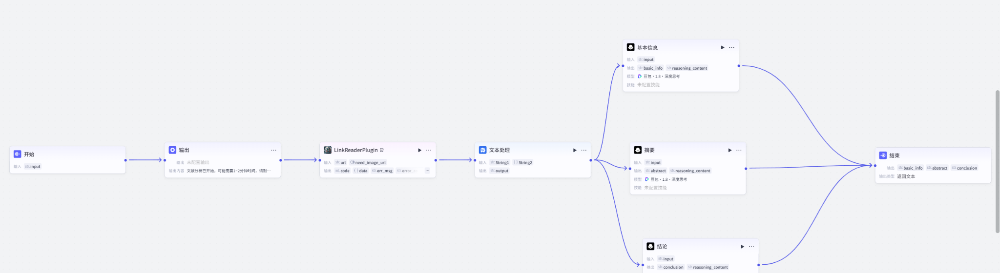 开始
输入 str. input
输出
输出 未配置输出
输出内容 文献分析已开始，可能需要1~2分钟时间，请耐···
LinkReaderPlugin
输入 str. url need_image_url
输出 int. code { } data str. err_msg str. error_c ···
文本处理
输入 str. String1 { } String2
输出 str. output
基本信息
输入 str. input
输出 str. basic_info str. reasoning_content
模型 豆包・1.8・深度思考
技能 未配置技能
摘要
输入 str. input
输出 str. abstract str. reasoning_content
模型 豆包・1.8・深度思考
技能 未配置技能
结论
输入 str. input
输出 str. conclusion str. reasoning_content
结束
输出 str. basic_info str. abstract str. conclusion
输出类型 返回文本